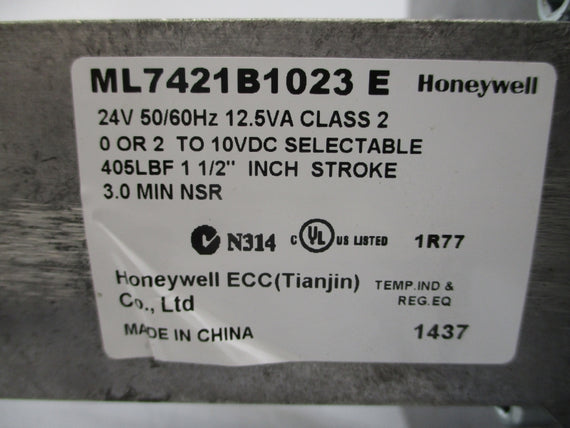 ML7421B1023 E Honeywell
24V 50/60Hz 12.5VA CLASS 2
0 OR 2 TO 10VDC SELECTABLE
405LBF 1 1/2" INCH STROKE
3.0 MIN NSR
N314 C UL US LISTED 1R77
Honeywell ECC(Tianjin) TEMP.IND &
Co., Ltd REG.EQ
MADE IN CHINA 1437